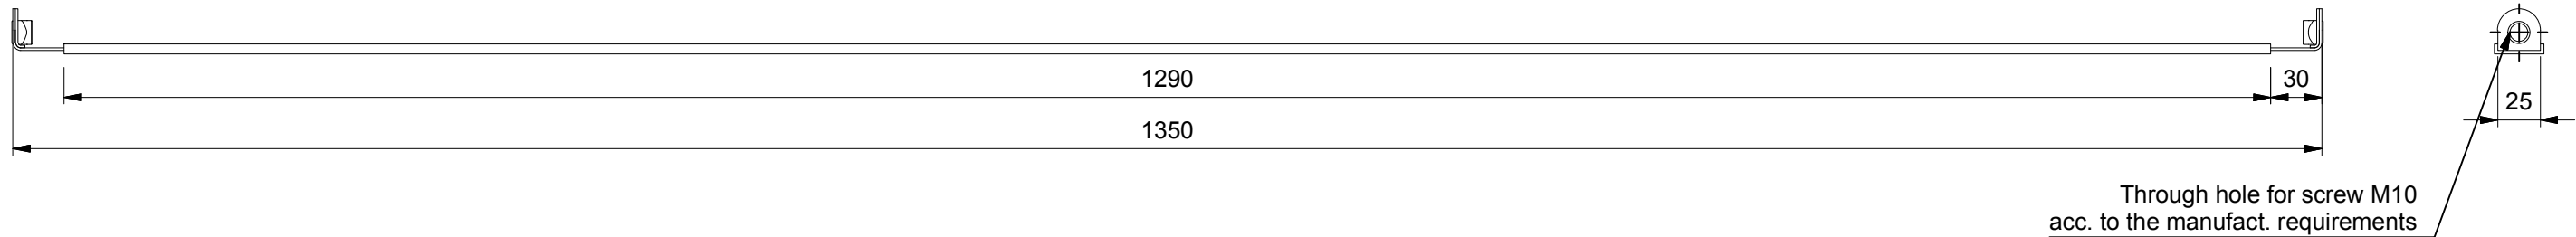 1290
30
1350
25
Through hole for screw M10
acc. to the manufact. requirements